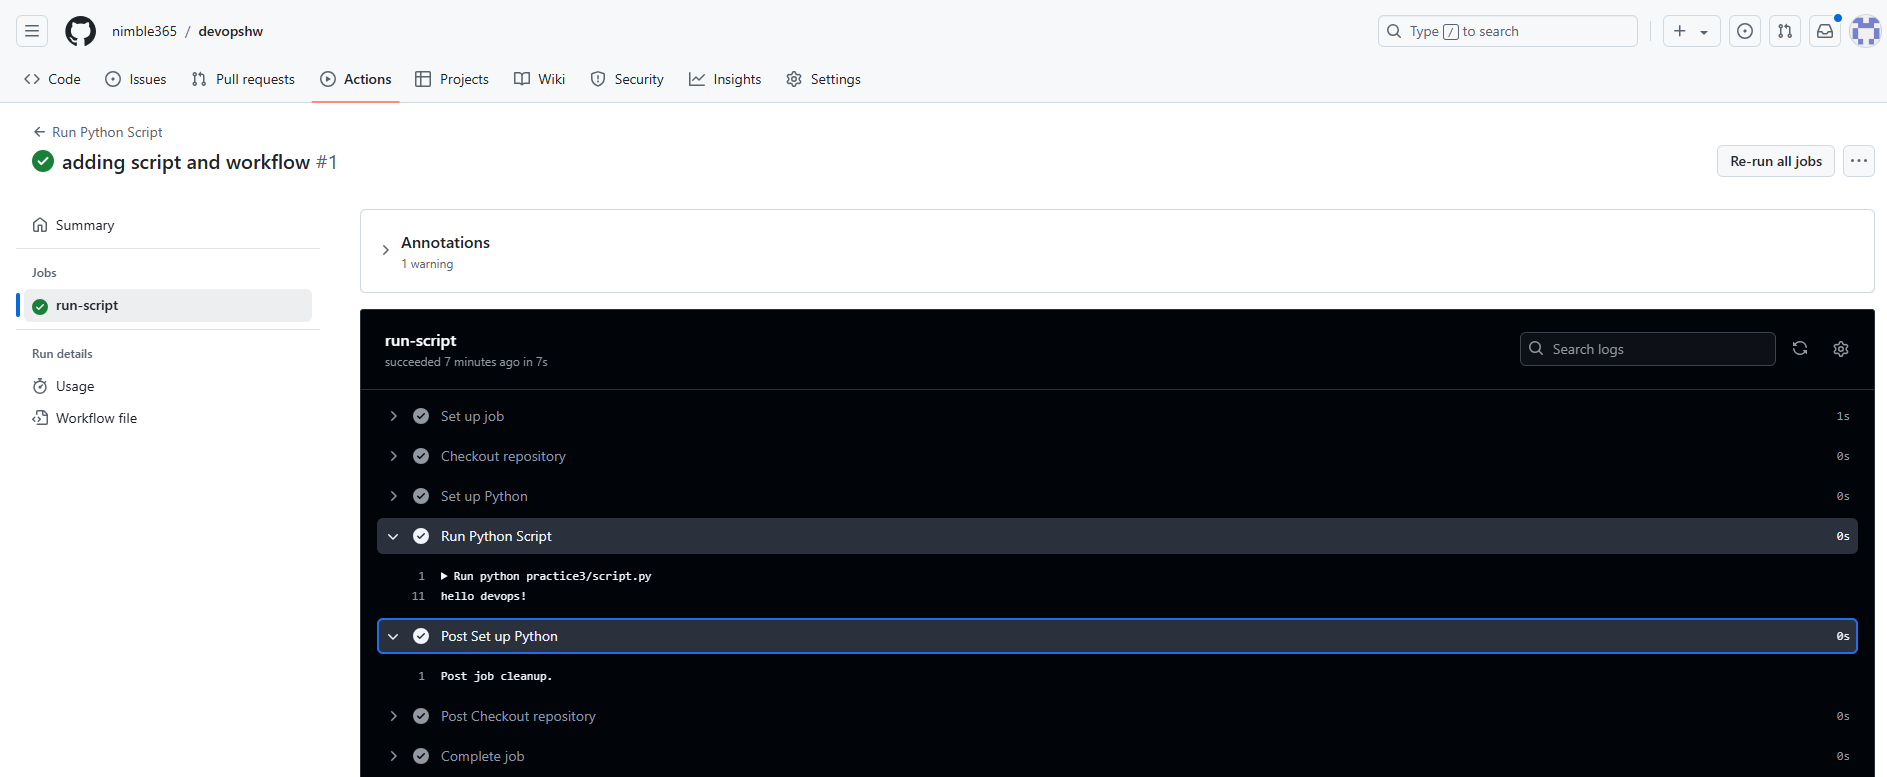 nimble365 / devopshw
Type / to search
Code Issues Pull requests Actions Projects Wiki Security Insights Settings
Run Python Script
adding script and workflow #1
Re-run all jobs
Summary
Jobs
run-script
Run details
Usage
Workflow file
Annotations
1 warning
run-script
succeeded 7 minutes ago in 7s
Search logs
Set up job 1s
Checkout repository 0s
Set up Python 0s
Run Python Script 0s
1 Run python practice3/script.py
11 hello devops!
Post Set up Python 0s
1 Post job cleanup.
Post Checkout repository 0s
Complete job 0s